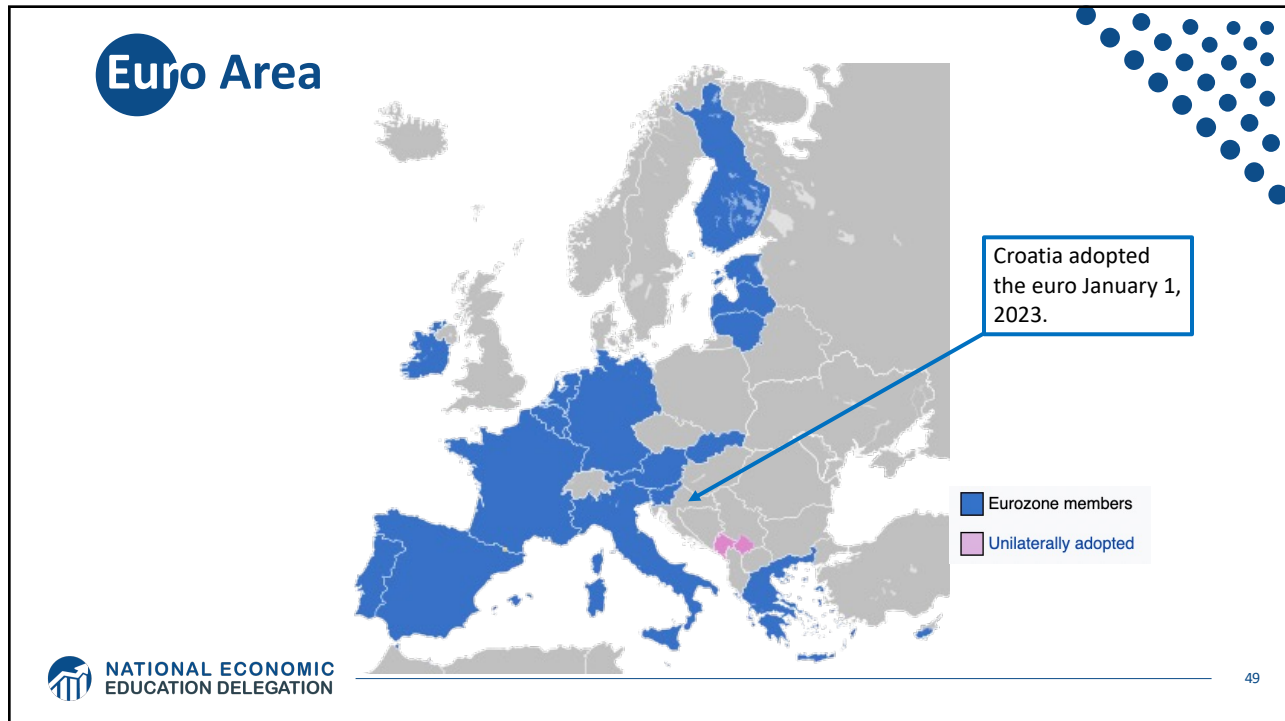 Euro Area
Croatia adopted
the euro January 1,
2023.
Eurozone members
Unilaterally adopted
NATIONAL ECONOMIC
EDUCATION DELEGATION
49